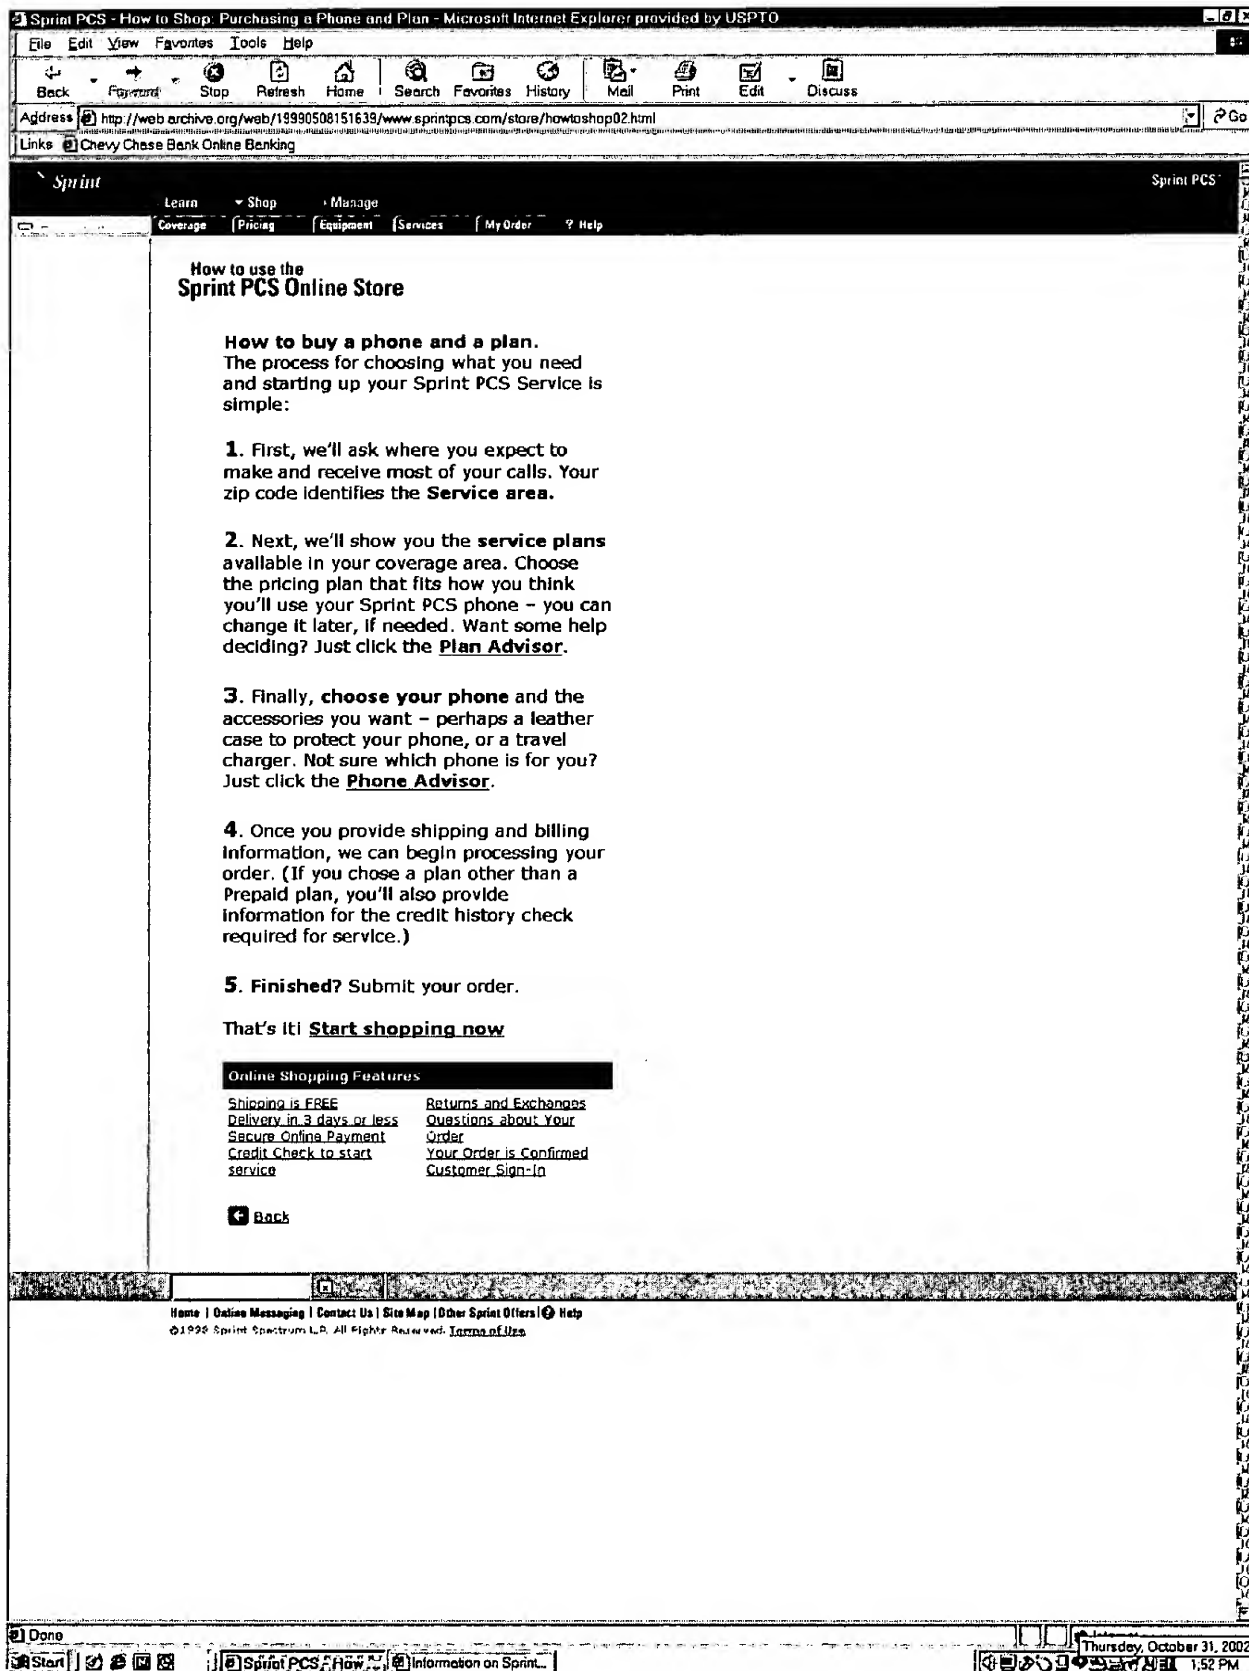 Sprint PCS - How to Shop: Purchasing a Phone and Plan - Microsoft Internet Explorer provided by USPTO
File Edit View Favorites Tools Help
Back Forward Stop Refresh Home Search Favorites History Mail Print Edit Discuss
Address http://web.archive.org/web/19990508151639/www.sprintpcs.com/store/howtoshop02.html Go
Links Chevy Chase Bank Online Banking
Sprint Sprint PCS
Learn Shop Manage
Coverage Pricing Equipment Services My Order ? Help
How to use the
Sprint PCS Online Store
How to buy a phone and a plan.
The process for choosing what you need
and starting up your Sprint PCS Service is
simple:
1. First, we'll ask where you expect to
make and receive most of your calls. Your
zip code identifies the Service area.
2. Next, we'll show you the service plans
available in your coverage area. Choose
the pricing plan that fits how you think
you'll use your Sprint PCS phone – you can
change it later, if needed. Want some help
deciding? Just click the Plan Advisor.
3. Finally, choose your phone and the
accessories you want – perhaps a leather
case to protect your phone, or a travel
charger. Not sure which phone is for you?
Just click the Phone Advisor.
4. Once you provide shipping and billing
information, we can begin processing your
order. (If you chose a plan other than a
Prepaid plan, you'll also provide
information for the credit history check
required for service.)
5. Finished? Submit your order.
That's it! Start shopping now
Online Shopping Features
Shipping is FREE
Delivery in 3 days or less
Secure Online Payment
Credit Check to start
service
Returns and Exchanges
Questions about Your
Order
Your Order is Confirmed
Customer Sign-In
Back
Home | Online Messaging | Contact Us | Site Map | Other Sprint Offers | ? Help
©1998 Sprint Spectrum L.P. All Rights Reserved. Terms of Use
Done
Thursday, October 31, 2002
Start Sprint PCS - How ... Information on Sprint... 1:52 PM